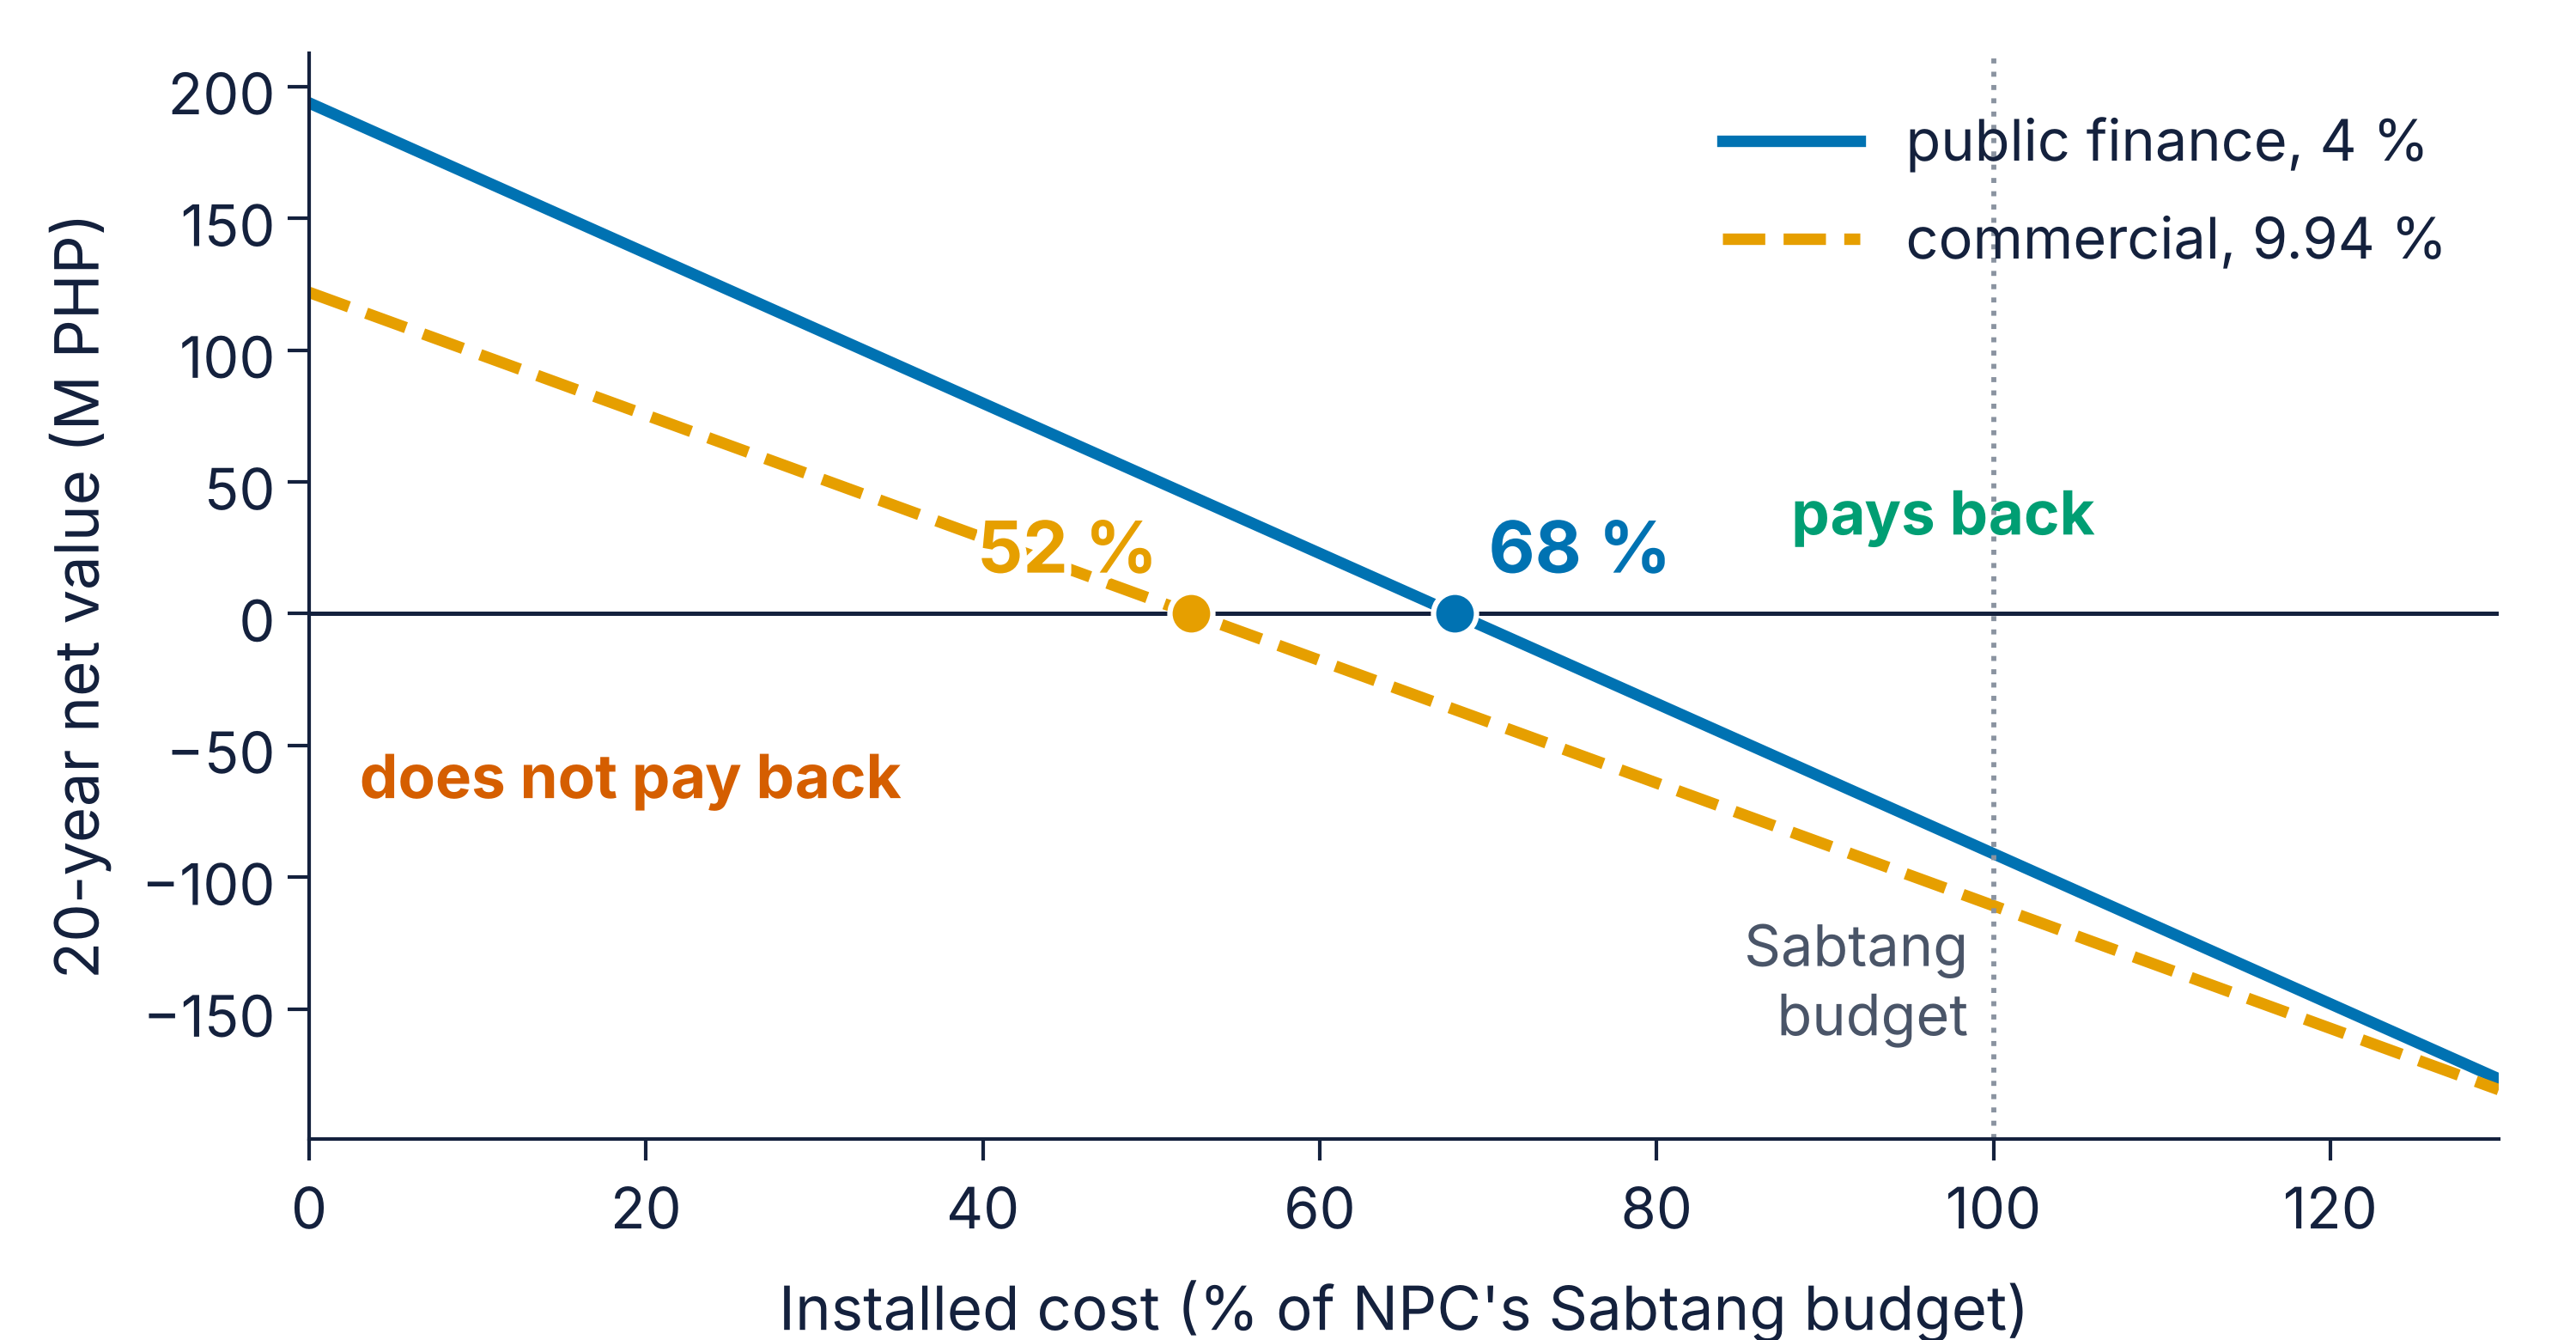 200
150
100
50
0
−50
−100
−150
20-year net value (M PHP)
public finance, 4 %
commercial, 9.94 %
52 %
68 %
pays back
does not pay back
Sabtang
budget
0
20
40
60
80
100
120
Installed cost (% of NPC's Sabtang budget)